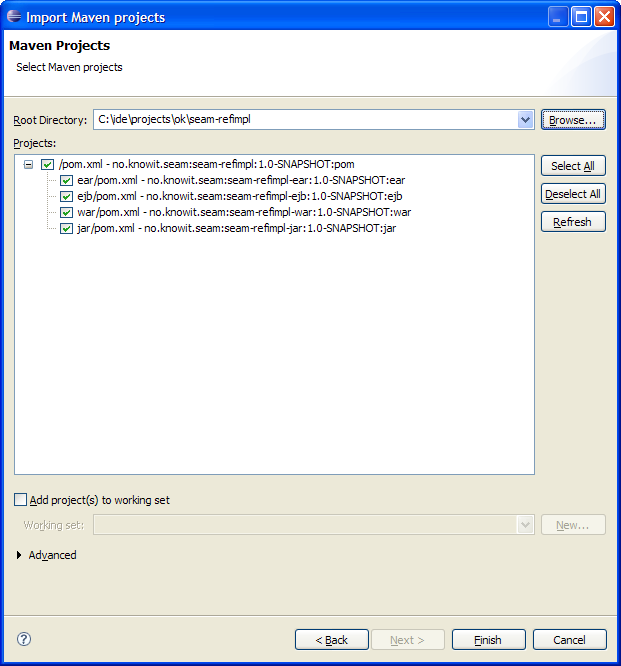 Import Maven projects
Maven Projects
Select Maven projects
Root Directory: C:\ide\projects\ok\seam-refimpl Browse...
Projects:
/pom.xml - no.knowit.seam:seam-refimpl:1.0-SNAPSHOT:pom Select All
ear/pom.xml - no.knowit.seam:seam-refimpl-ear:1.0-SNAPSHOT:ear
ejb/pom.xml - no.knowit.seam:seam-refimpl-ejb:1.0-SNAPSHOT:ejb Deselect All
war/pom.xml - no.knowit.seam:seam-refimpl-war:1.0-SNAPSHOT:war
jar/pom.xml - no.knowit.seam:seam-refimpl-jar:1.0-SNAPSHOT:jar Refresh
Add project(s) to working set
Working set: New...
Advanced
? < Back Next > Finish Cancel